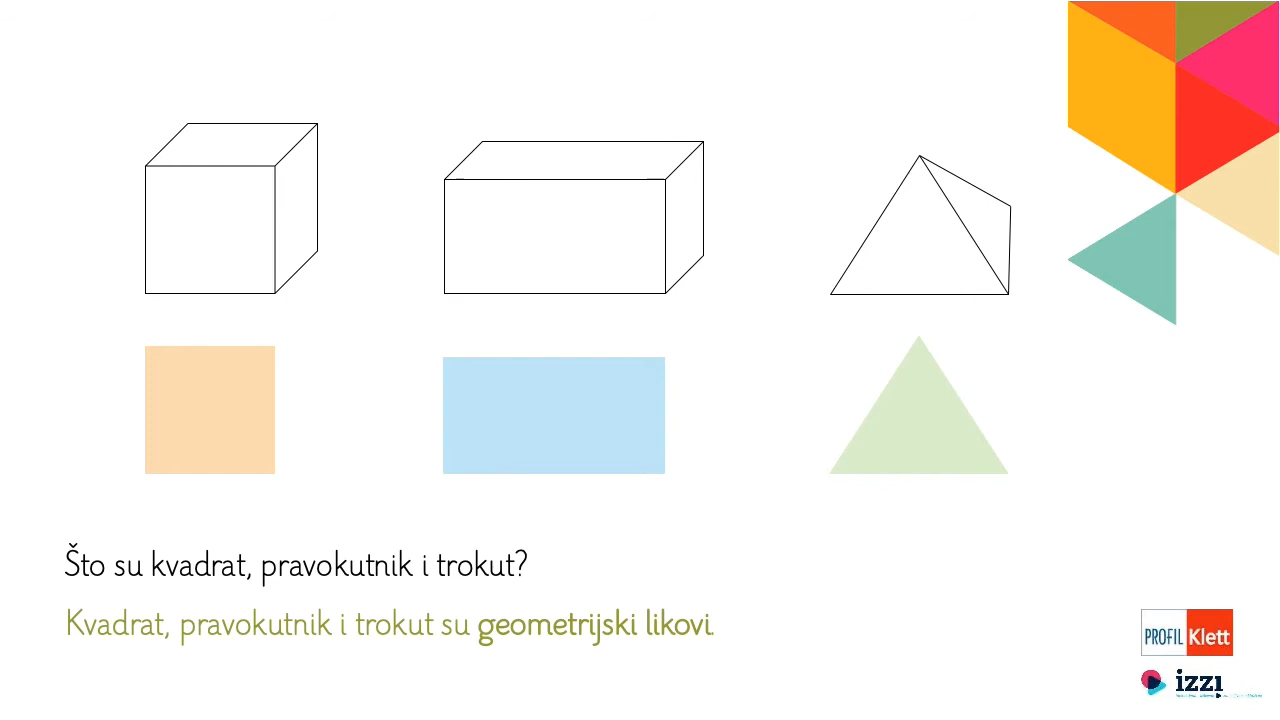 Što su kvadrat, pravokutnik i trokut?
Kvadrat, pravokutnik i trokut su geometrijski likovi.
PROFIL Klett
izzi